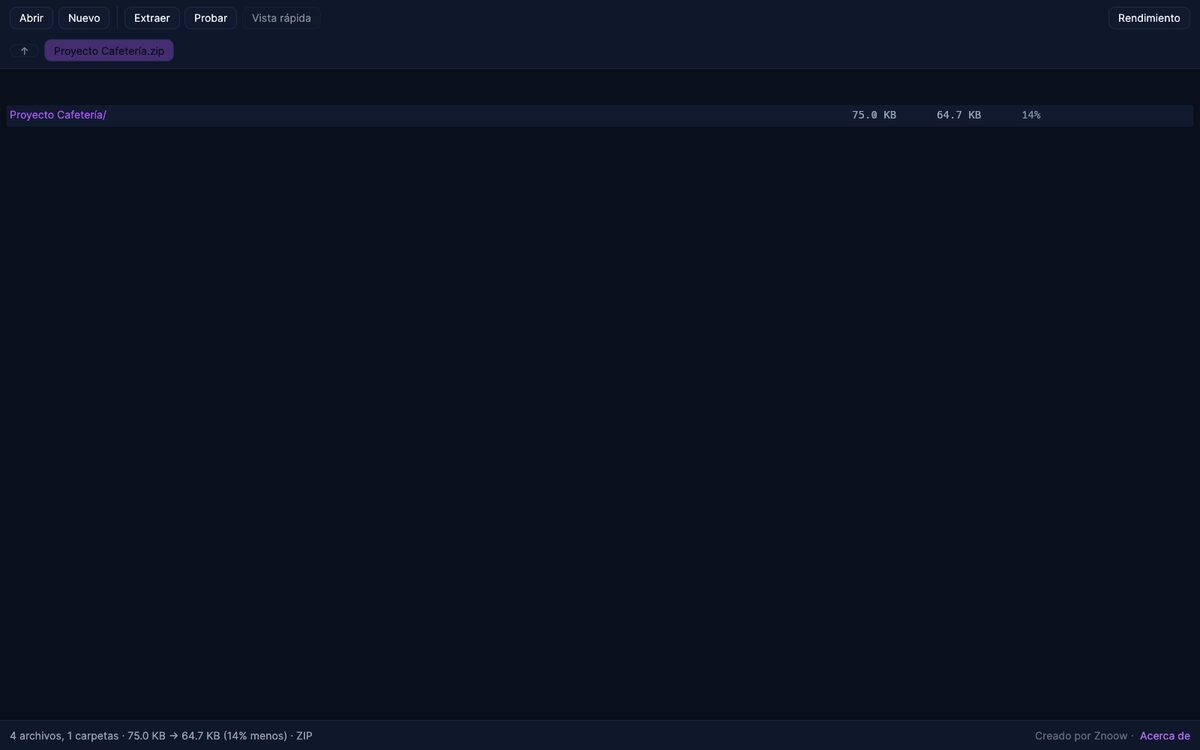 Abrir Nuevo Extraer Probar Vista rápida Rendimiento
↑ Proyecto Cafetería.zip
Proyecto Cafetería/ 75.0 KB 64.7 KB 14%
4 archivos, 1 carpetas · 75.0 KB → 64.7 KB (14% menos) · ZIP Creado por Znoow · Acerca de